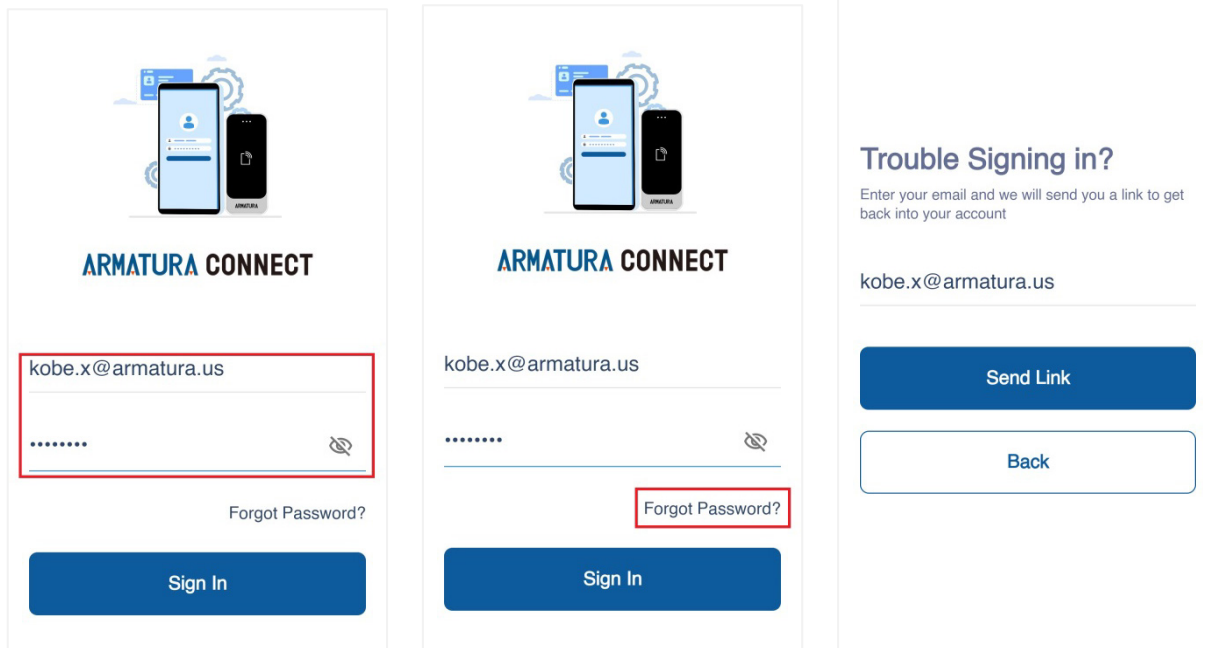 ARMATURA
ARMATURA CONNECT
kobe.x@armatura.us
••••••••
Forgot Password?
Sign In
ARMATURA
ARMATURA CONNECT
kobe.x@armatura.us
••••••••
Forgot Password?
Sign In
Trouble Signing in?
Enter your email and we will send you a link to get
back into your account
kobe.x@armatura.us
Send Link
Back